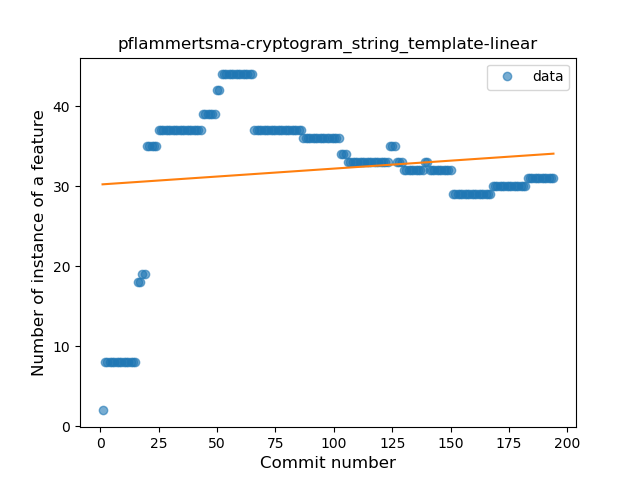 pflammertsma-cryptogram_string_template-linear
data
Number of instance of a feature
40
30
20
10
0
0 25 50 75 100 125 150 175 200
Commit number